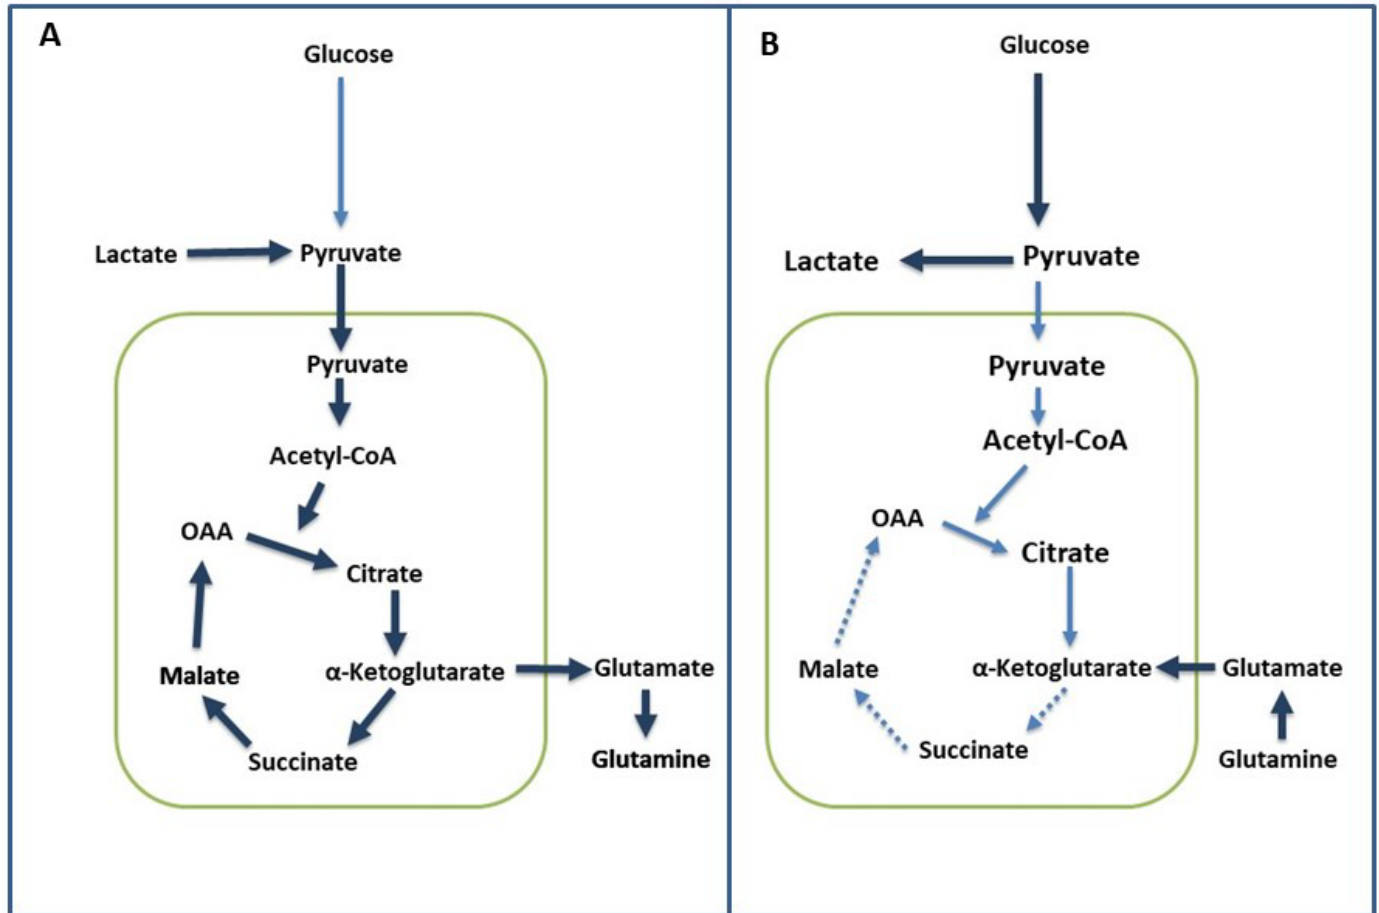 A
Glucose
Lactate
Pyruvate
Pyruvate
Acetyl-CoA
OAA
Citrate
Malate
α-Ketoglutarate
Glutamate
Succinate
Glutamine
B
Glucose
Lactate
Pyruvate
Pyruvate
Acetyl-CoA
OAA
Citrate
Malate
α-Ketoglutarate
Glutamate
Succinate
Glutamine